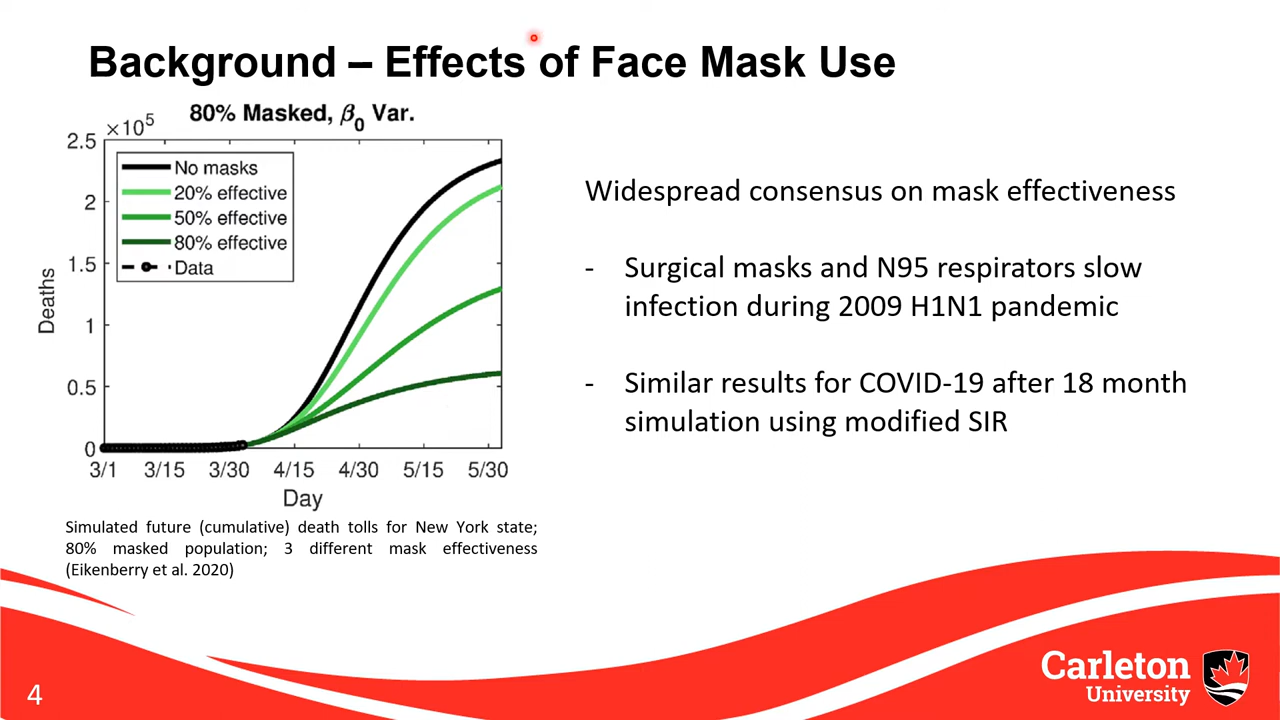 Background – Effects of Face Mask Use
80% Masked, β0 Var.
×10^5
2.5
2
1.5
1
0.5
0
Deaths
No masks
20% effective
50% effective
80% effective
Data
3/1 3/15 3/30 4/15 4/30 5/15 5/30
Day
Simulated future (cumulative) death tolls for New York state;
80% masked population; 3 different mask effectiveness
(Eikenberry et al. 2020)
Widespread consensus on mask effectiveness
- Surgical masks and N95 respirators slow
infection during 2009 H1N1 pandemic
- Similar results for COVID-19 after 18 month
simulation using modified SIR
4
Carleton
University